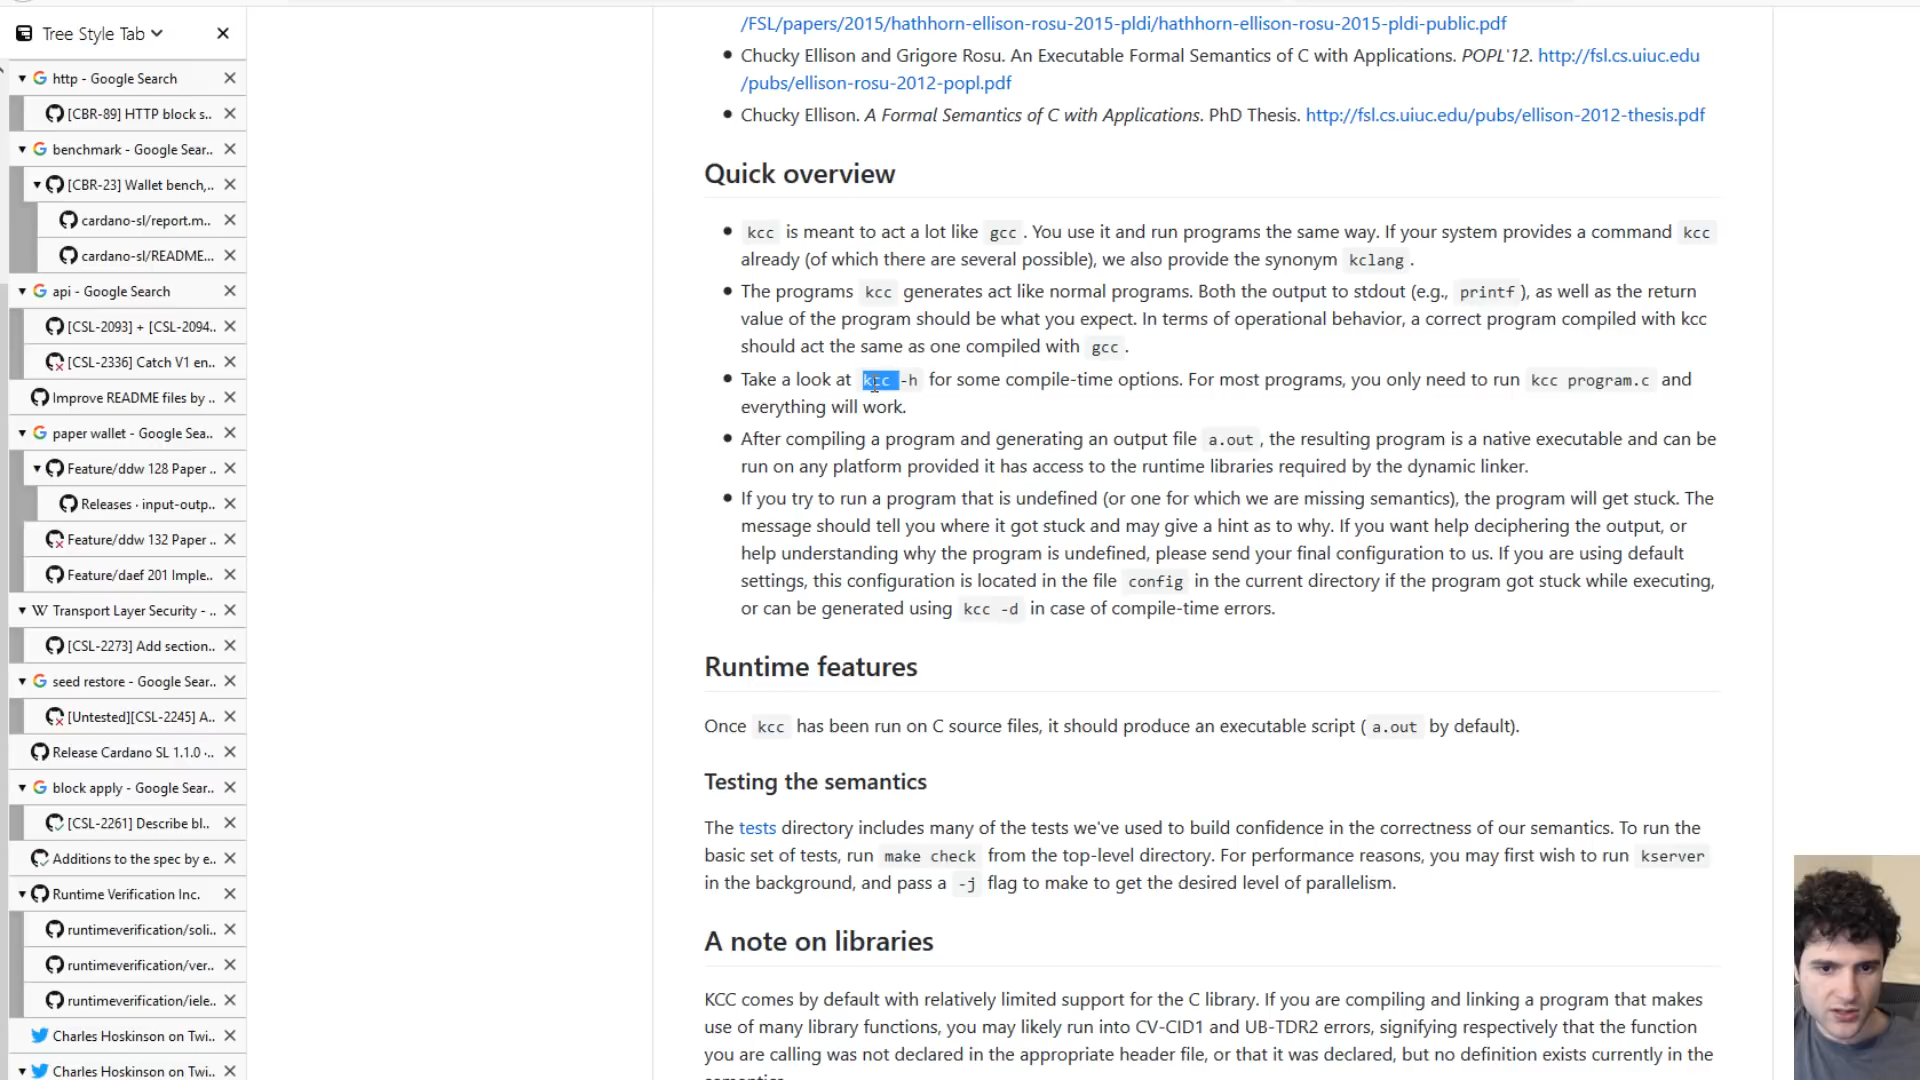 Tree Style Tab
http - Google Search
[CBR-89] HTTP block s..
benchmark - Google Sear..
[CBR-23] Wallet bench,..
cardano-sl/report.m..
cardano-sl/README...
api - Google Search
[CSL-2093] + [CSL-2094..
[CSL-2336] Catch V1 en..
Improve README files by ..
paper wallet - Google Sea..
Feature/ddw 128 Paper ..
Releases · input-outp..
Feature/ddw 132 Paper ..
Feature/daef 201 Imple..
Transport Layer Security - ..
[CSL-2273] Add section..
seed restore - Google Sear..
[Untested][CSL-2245] A..
Release Cardano SL 1.1.0 ·..
block apply - Google Sear..
[CSL-2261] Describe bl..
Additions to the spec by e..
Runtime Verification Inc.
runtimeverification/soli..
runtimeverification/ver..
runtimeverification/iele..
Charles Hoskinson on Twi..
Charles Hoskinson on Twi..
/FSL/papers/2015/hathhorn-ellison-rosu-2015-pldi/hathhorn-ellison-rosu-2015-pldi-public.pdf
Chucky Ellison and Grigore Rosu. An Executable Formal Semantics of C with Applications. POPL'12. http://fsl.cs.uiuc.edu
/pubs/ellison-rosu-2012-popl.pdf
Chucky Ellison. A Formal Semantics of C with Applications. PhD Thesis. http://fsl.cs.uiuc.edu/pubs/ellison-2012-thesis.pdf
Quick overview
kcc is meant to act a lot like gcc . You use it and run programs the same way. If your system provides a command kcc
already (of which there are several possible), we also provide the synonym kclang .
The programs kcc generates act like normal programs. Both the output to stdout (e.g., printf ), as well as the return
value of the program should be what you expect. In terms of operational behavior, a correct program compiled with kcc
should act the same as one compiled with gcc .
Take a look at kcc -h for some compile-time options. For most programs, you only need to run kcc program.c and
everything will work.
After compiling a program and generating an output file a.out , the resulting program is a native executable and can be
run on any platform provided it has access to the runtime libraries required by the dynamic linker.
If you try to run a program that is undefined (or one for which we are missing semantics), the program will get stuck. The
message should tell you where it got stuck and may give a hint as to why. If you want help deciphering the output, or
help understanding why the program is undefined, please send your final configuration to us. If you are using default
settings, this configuration is located in the file config in the current directory if the program got stuck while executing,
or can be generated using kcc -d in case of compile-time errors.
Runtime features
Once kcc has been run on C source files, it should produce an executable script ( a.out by default).
Testing the semantics
The tests directory includes many of the tests we've used to build confidence in the correctness of our semantics. To run the
basic set of tests, run make check from the top-level directory. For performance reasons, you may first wish to run kserver
in the background, and pass a -j flag to make to get the desired level of parallelism.
A note on libraries
KCC comes by default with relatively limited support for the C library. If you are compiling and linking a program that makes
use of many library functions, you may likely run into CV-CID1 and UB-TDR2 errors, signifying respectively that the function
you are calling was not declared in the appropriate header file, or that it was declared, but no definition exists currently in the